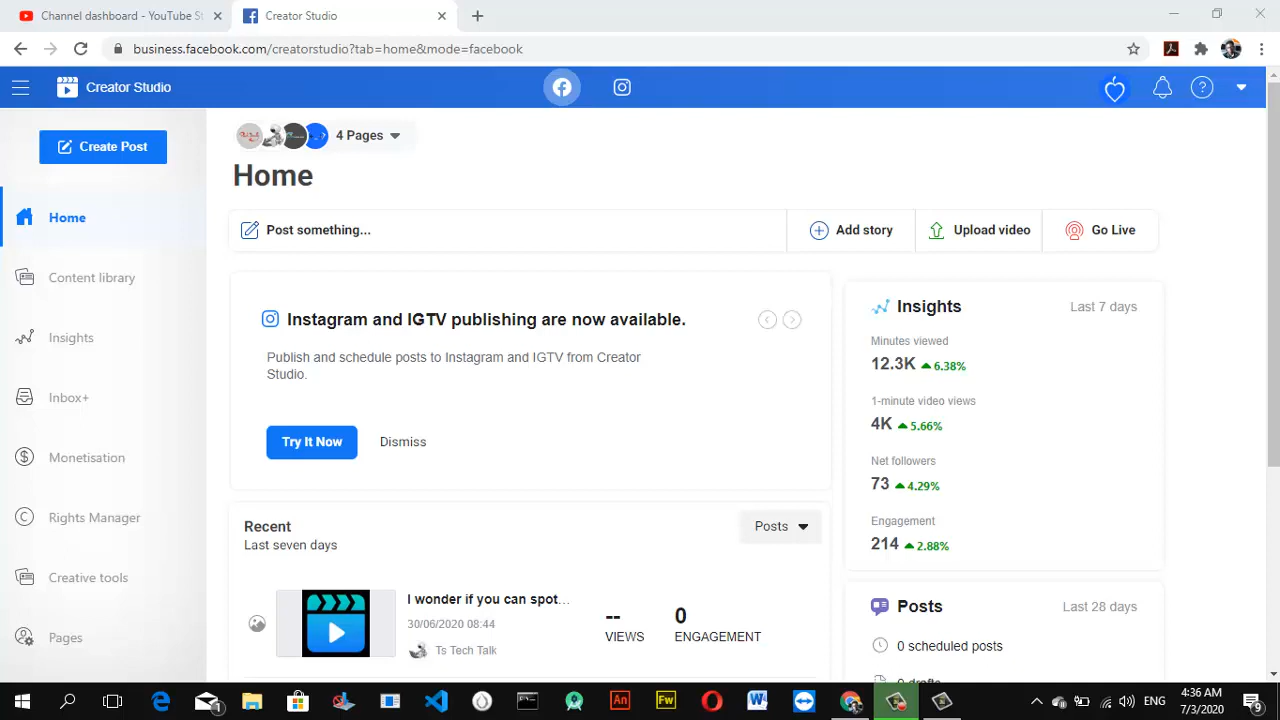 Channel dashboard - YouTube St
Creator Studio
business.facebook.com/creatorstudio?tab=home&mode=facebook
Creator Studio
Create Post
4 Pages
Home
Home
Post something...
Add story
Upload video
Go Live
Content library
Insights
Inbox+
Monetisation
Rights Manager
Creative tools
Pages
Instagram and IGTV publishing are now available.
Publish and schedule posts to Instagram and IGTV from Creator
Studio.
Try It Now
Dismiss
Insights
Last 7 days
Minutes viewed
12.3K 6.38%
1-minute video views
4K 5.66%
Net followers
73 4.29%
Engagement
214 2.88%
Recent
Last seven days
Posts
I wonder if you can spot...
30/06/2020 08:44
Ts Tech Talk
--
VIEWS
0
ENGAGEMENT
Posts
Last 28 days
0 scheduled posts
0 drafts
1
An
Fw
ENG
4:36 AM
7/3/2020
9